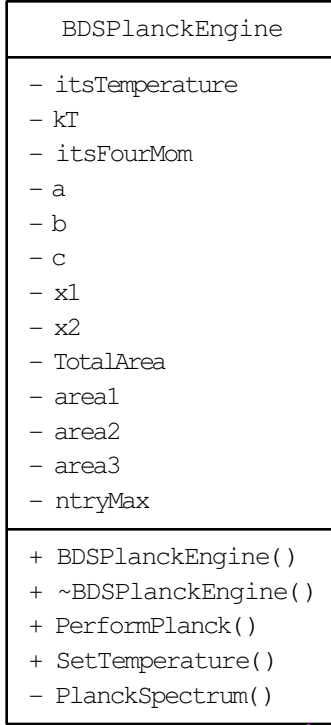 BDSPlanckEngine
- itsTemperature
- kT
- itsFourMom
- a
- b
- c
- x1
- x2
- TotalArea
- area1
- area2
- area3
- ntryMax
+ BDSPlanckEngine()
+ ~BDSPlanckEngine()
+ PerformPlanck()
+ SetTemperature()
- PlanckSpectrum()